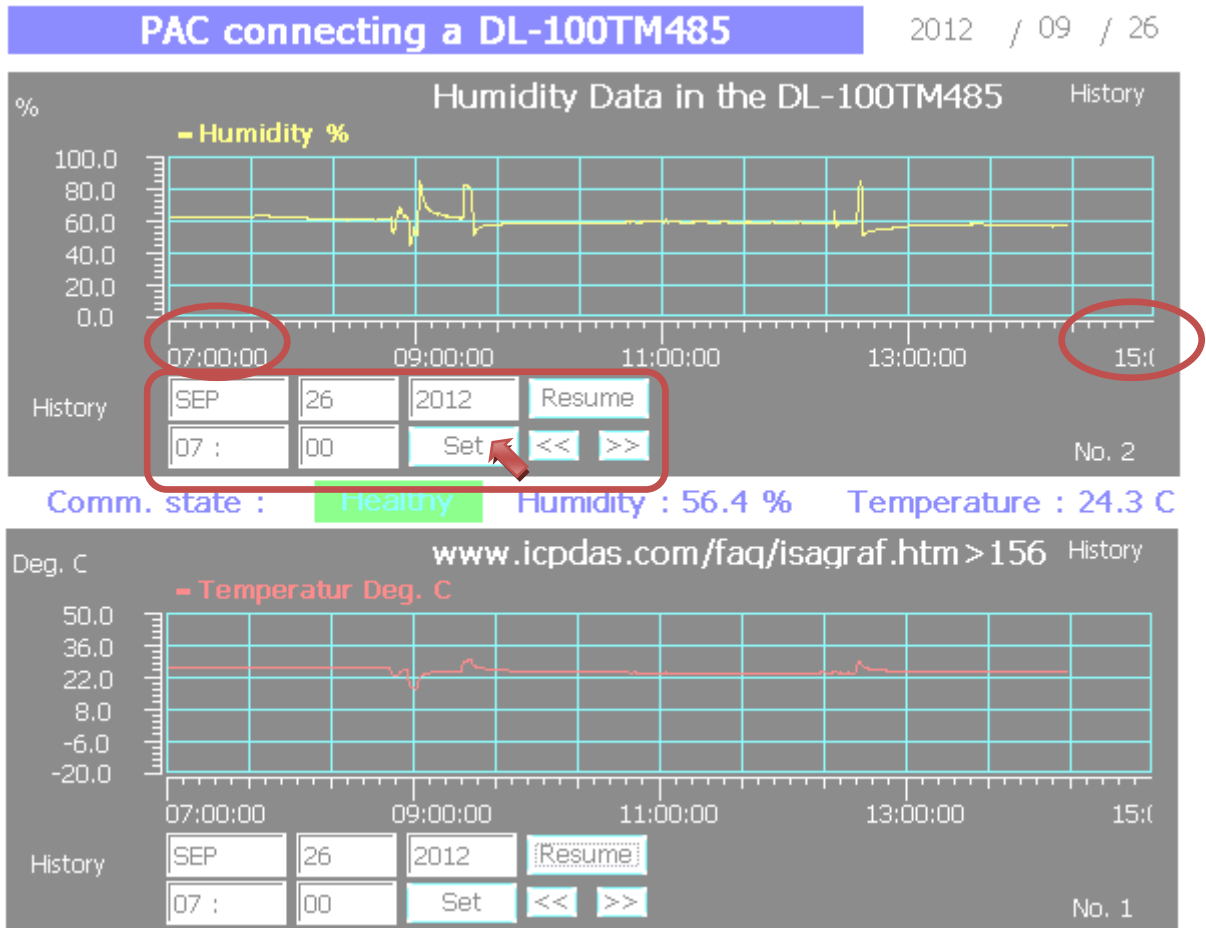 PAC connecting a DL-100TM485 2012 / 09 / 26
% Humidity Data in the DL-100TM485 History
Humidity %
100.0
80.0
60.0
40.0
20.0
0.0
07:00:00 09:00:00 11:00:00 13:00:00 15:(
SEP 26 2012 Resume
History
07 : 00 Set << >>
No. 2
Comm. state : Healthy Humidity : 56.4 % Temperature : 24.3 C
Deg. C www.icpdas.com/faq/isagraf.htm>156 History
Temperatur Deg. C
50.0
36.0
22.0
8.0
-6.0
-20.0
07:00:00 09:00:00 11:00:00 13:00:00 15:(
SEP 26 2012 Resume
History
07 : 00 Set << >>
No. 1